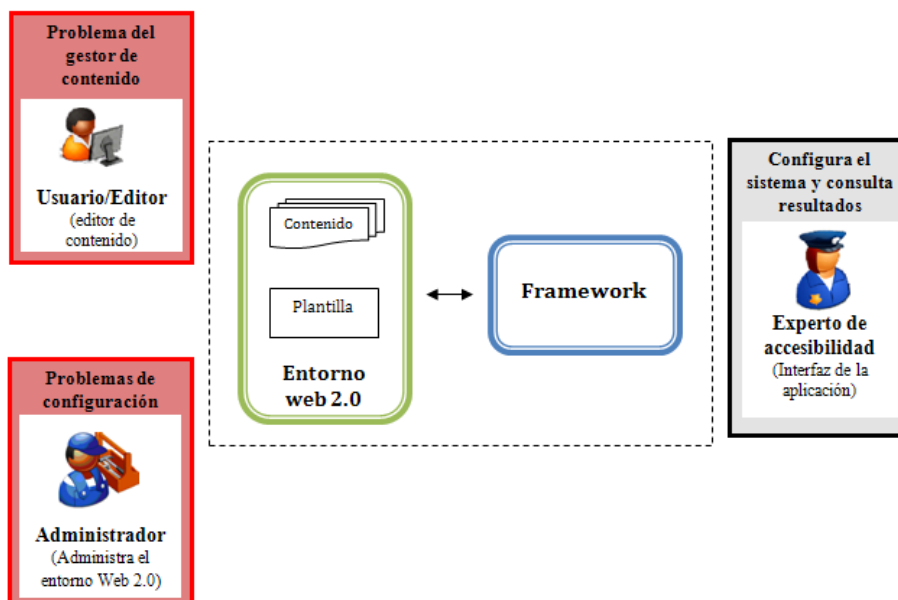 Problema del
gestor de
contenido
Usuario/Editor
(editor de
contenido)
Problemas de
configuración
Administrador
(Administra el
entorno Web 2.0)
Contenido
Plantilla
Entorno
web 2.0
Framework
Configura el
sistema y consulta
resultados
Experto de
accesibilidad
(Interfaz de la
aplicación)